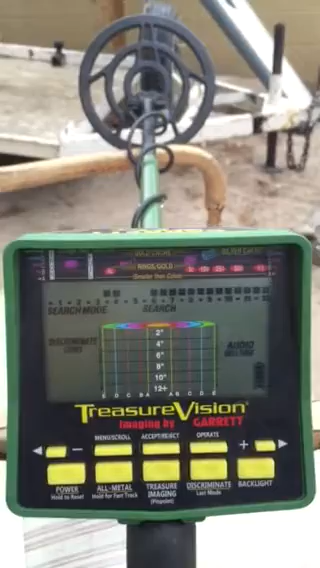 RINGS/GOLD
SEARCH MODE SEARCH
DISCRIMINATE
AUDIO
2"
4"
6"
8"
10"
12+
E D C B A A B C D E
TreasureVision
Imaging by GARRETT
MENU/SCROLL ACCEPT/REJECT OPERATE
− +
POWER ALL-METAL TREASURE DISCRIMINATE BACKLIGHT
Hold to Reset Hold for Fast Track IMAGING Last Mode
(Pinpoint)